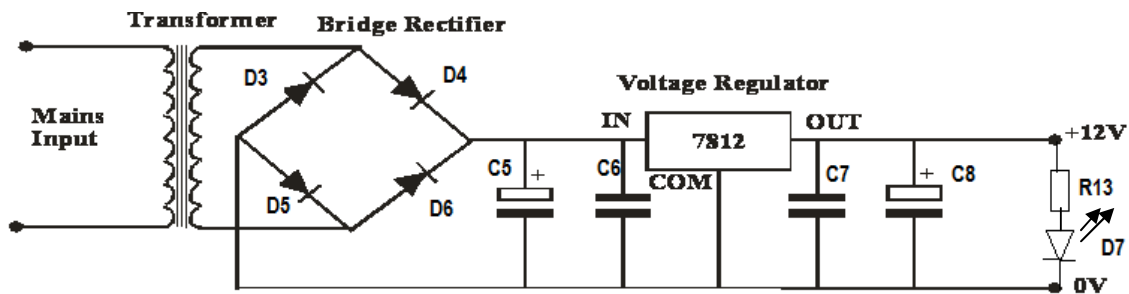 Transformer
Bridge Rectifier
D3
D4
Voltage Regulator
Mains
Input
IN
7812
OUT
+12V
C5
+
C6
COM
C7
+
C8
R13
D5
D6
D7
0V